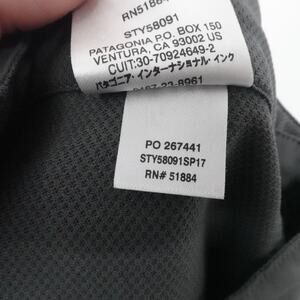 RN51884
STY58091
PATAGONIA P.O. BOX 150
VENTURA, CA 93002 US
CUIT:30-70924649-2
パタゴニア・インターナショナル・インク
PO 267441
STY58091SP17
RN# 51884